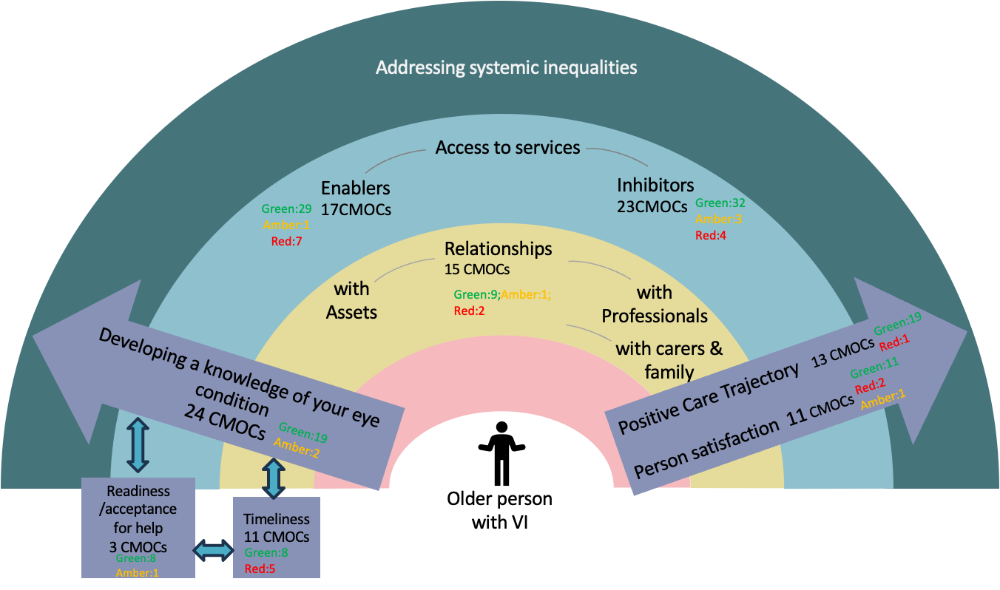 Addressing systemic inequalities
Access to services
Enablers
17CMOCs
Green:29
Amber:1
Red:7
Inhibitors
23CMOCs
Green:32
Amber:3
Red:4
Relationships
15 CMOCs
Green:9;Amber:1;
Red:2
with
Assets
with
Professionals
with carers &
family
Developing a knowledge of your eye
condition
24 CMOCs
Green:19
Amber:2
Positive Care Trajectory 13 CMOCs
Green:19
Red:1
Person satisfaction 11 CMOCs
Green:11
Red:2
Amber:1
Readiness
/acceptance
for help
3 CMOCs
Green:8
Amber:1
Timeliness
11 CMOCs
Green:8
Red:5
Older person
with VI